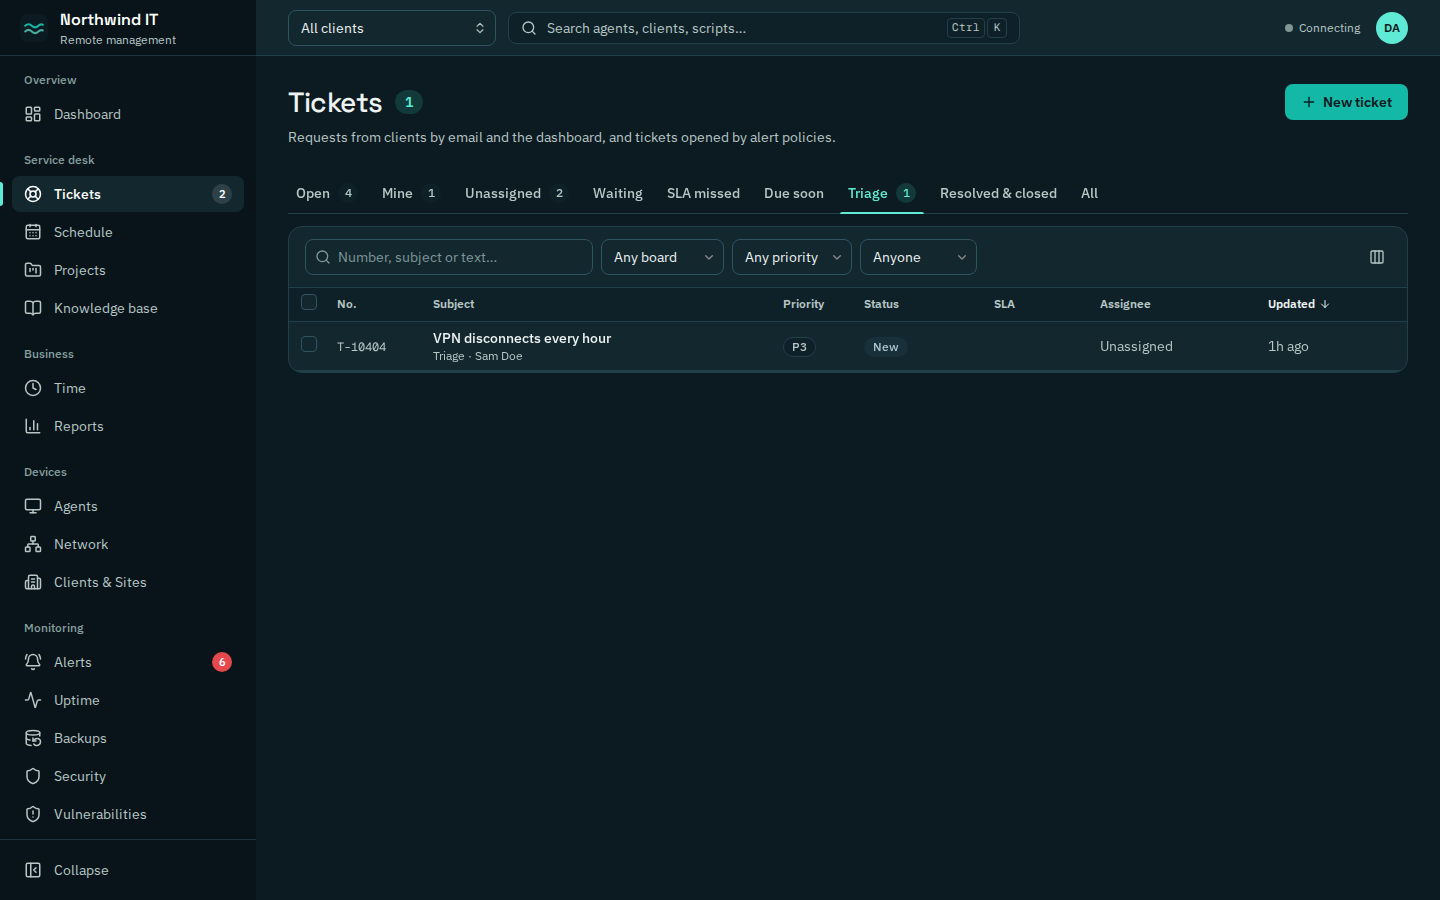 Northwind IT
Remote management
All clients
Search agents, clients, scripts...
Ctrl K
Connecting
DA
Overview
Dashboard
Service desk
Tickets 2
Schedule
Projects
Knowledge base
Business
Time
Reports
Devices
Agents
Network
Clients & Sites
Monitoring
Alerts 6
Uptime
Backups
Security
Vulnerabilities
Collapse
Tickets 1
New ticket
Requests from clients by email and the dashboard, and tickets opened by alert policies.
Open 4 Mine 1 Unassigned 2 Waiting SLA missed Due soon Triage 1 Resolved & closed All
Number, subject or text... Any board Any priority Anyone
No. Subject Priority Status SLA Assignee Updated
T-10404 VPN disconnects every hour P3 New Unassigned 1h ago
Triage · Sam Doe